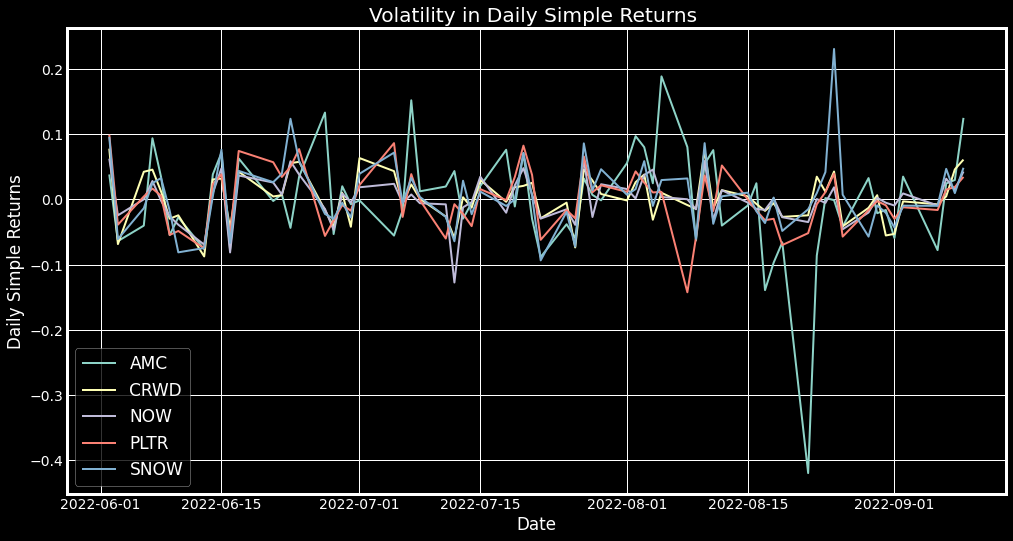 Volatility in Daily Simple Returns
Daily Simple Returns
0.2
0.1
0.0
−0.1
−0.2
−0.3
−0.4
AMC
CRWD
NOW
PLTR
SNOW
2022-06-01 2022-06-15 2022-07-01 2022-07-15 2022-08-01 2022-08-15 2022-09-01
Date